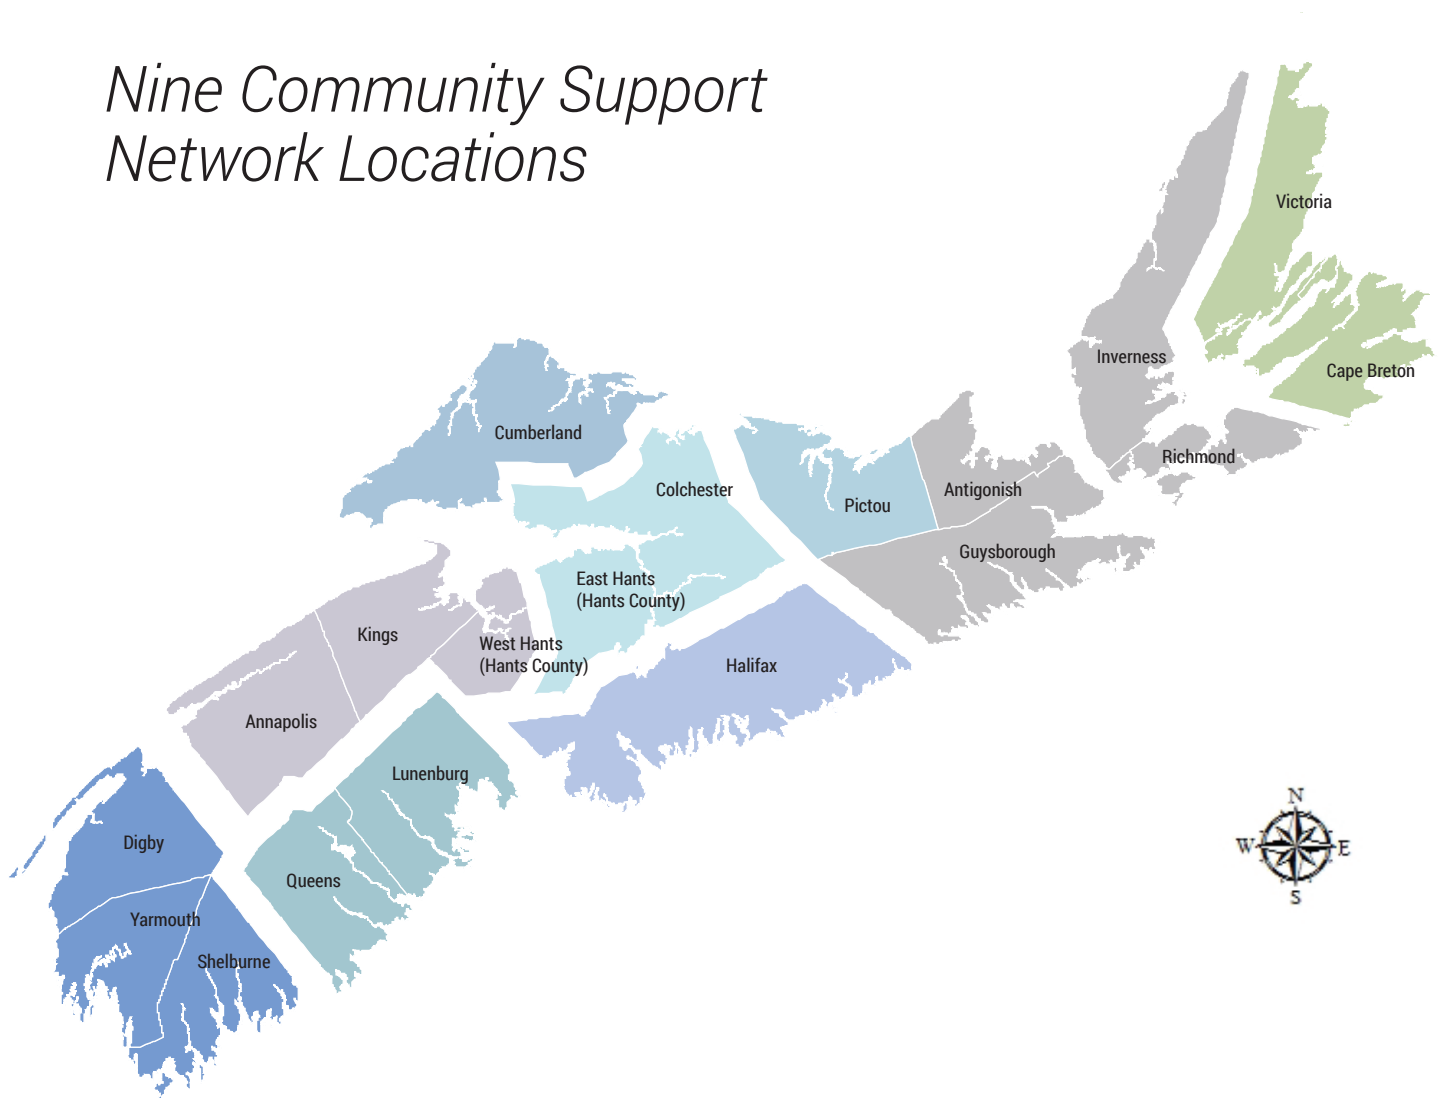 Nine Community Support
Network Locations
Victoria
Inverness
Cape Breton
Cumberland
Richmond
Colchester
Antigonish
Pictou
Guysborough
East Hants
(Hants County)
Kings
West Hants
(Hants County)
Halifax
Annapolis
Lunenburg
N
W
E
S
Digby
Queens
Yarmouth
Shelburne